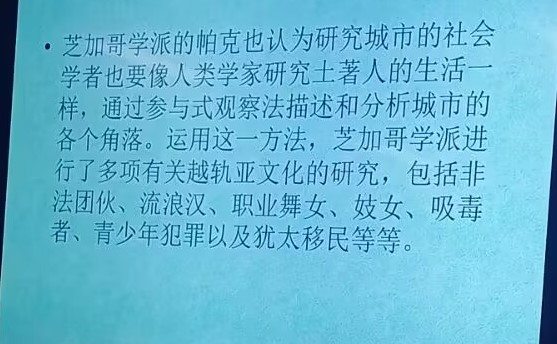 • 芝加哥学派的帕克也认为研究城市的社会
学者也要像人类学家研究土著人的生活一
样，通过参与式观察法描述和分析城市的
各个角落。运用这一方法，芝加哥学派进
行了多项有关越轨亚文化的研究，包括非
法团伙、流浪汉、职业舞女、妓女、吸毒
者、青少年犯罪以及犹太移民等等。